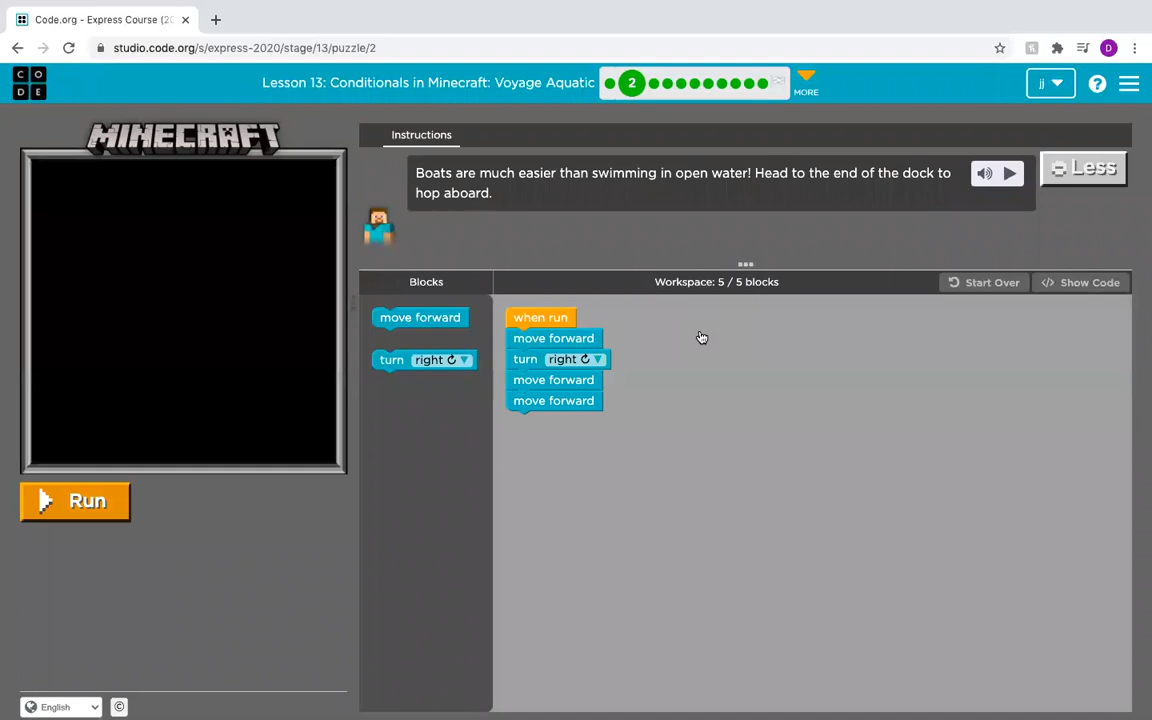 Code.org - Express Course (20
studio.code.org/s/express-2020/stage/13/puzzle/2
D
C O
D E
Lesson 13: Conditionals in Minecraft: Voyage Aquatic
2
MORE
jj
?
MINECRAFT
Instructions
Boats are much easier than swimming in open water! Head to the end of the dock to
hop aboard.
Less
Blocks
Workspace: 5 / 5 blocks
Start Over
</> Show Code
move forward
turn right
when run
move forward
turn right
move forward
move forward
Run
English
©